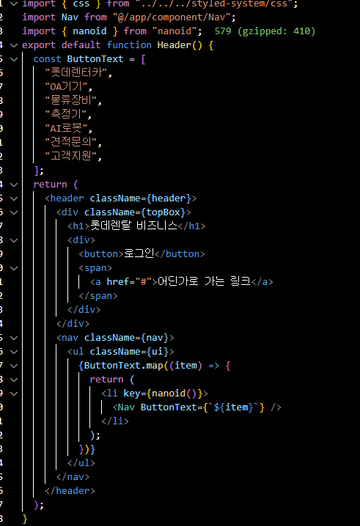 import { css } from "../../../styled-system/css";
import Nav from "@/app/component/Nav";
import { nanoid } from "nanoid"; 579 (gzipped: 410)
export default function Header() {
const ButtonText = [
"롯데렌터카",
"OA기기",
"물류장비",
"측정기",
"AI로봇",
"견적문의",
"고객지원",
];
return (
<header className={header}>
<div className={topBox}>
<h1>롯데렌탈 비즈니스</h1>
<div>
<button>로그인</button>
<span>
<a href="#">어딘가로 가는 링크</a>
</span>
</div>
</div>
<nav className={nav}>
<ul className={ui}>
{ButtonText.map((item) => {
return (
<li key={nanoid()}>
<Nav ButtonText={`${item}`} />
</li>
);
})}
</ul>
</nav>
</header>
);
}